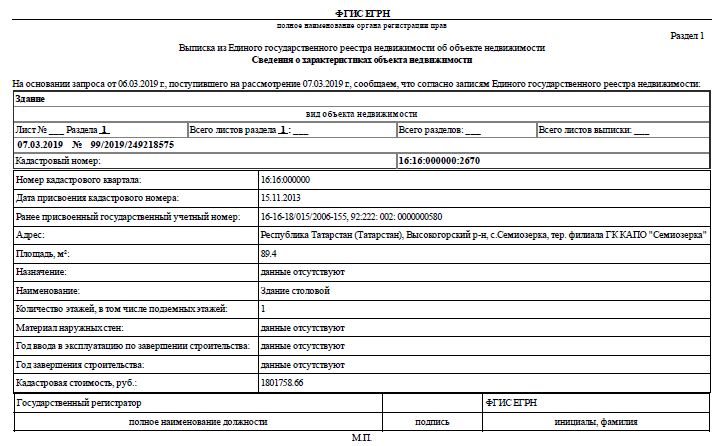 ФГИС ЕГРН
полное наименование органа регистрации прав
Раздел 1
Выписка из Единого государственного реестра недвижимости об объекте недвижимости
Сведения о характеристиках объекта недвижимости
На основании запроса от 06.03.2019 г., поступившего на рассмотрение 07.03.2019 г., сообщаем, что согласно записям Единого государственного реестра недвижимости:
Здание
вид объекта недвижимости
Лист № ___ Раздела 1 Всего листов раздела 1 : ___ Всего разделов: ___ Всего листов выписки: ___
07.03.2019 № 99/2019/249218575
Кадастровый номер: 16:16:000000:2670
Номер кадастрового квартала: 16:16:000000
Дата присвоения кадастрового номера: 15.11.2013
Ранее присвоенный государственный учетный номер: 16-16-18/015/2006-155, 92:222: 002: 0000000580
Адрес: Республика Татарстан (Татарстан), Высокогорский р-н, с.Семиозерка, тер. филиала ГК КАПО "Семиозерка"
Площадь, м²: 89.4
Назначение: данные отсутствуют
Наименование: Здание столовой
Количество этажей, в том числе подземных этажей: 1
Материал наружных стен: данные отсутствуют
Год ввода в эксплуатацию по завершении строительства: данные отсутствуют
Год завершения строительства: данные отсутствуют
Кадастровая стоимость, руб.: 1801758.66
Государственный регистратор ФГИС ЕГРН
полное наименование должности подпись инициалы, фамилия
М.П.